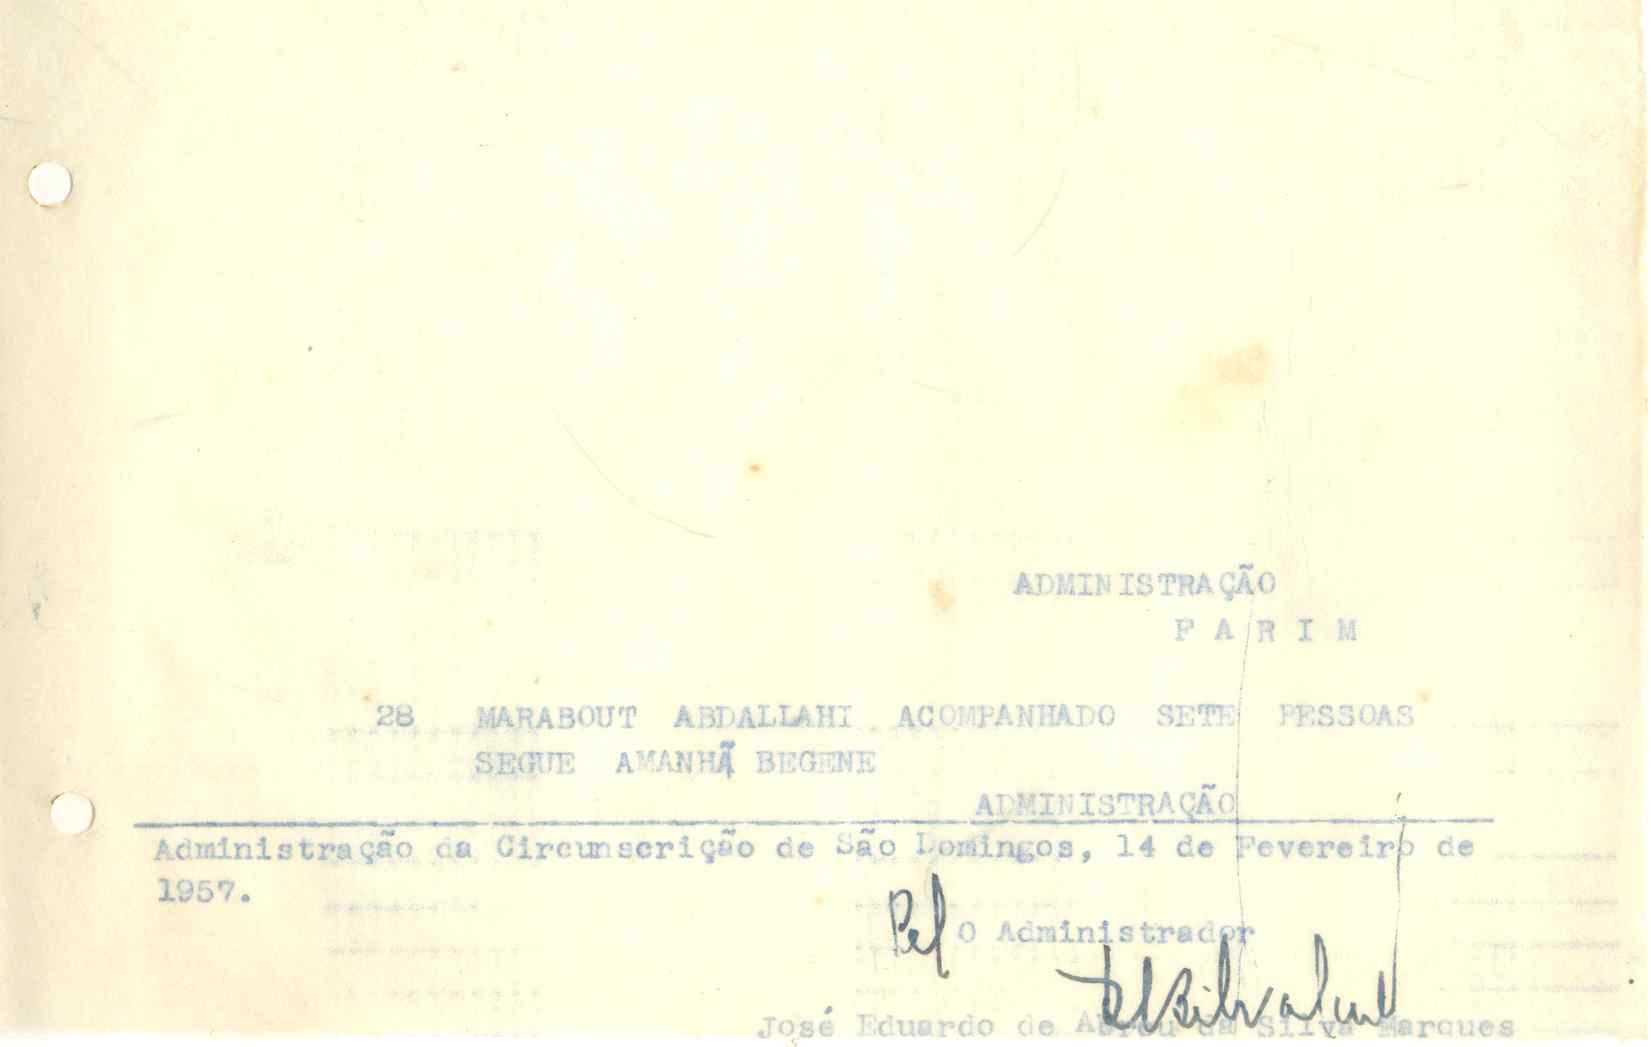 ADMINISTRAÇÃO
FARIM
28 MARABOUT ABDALLAHI ACOMPANHADO SETE PESSOAS
SEGUE AMANHÃ BEGENE
ADMINISTRAÇÃO
Administração da Circunscrição de São Domingos, 14 de Fevereiro de
1957.
Pel O Administrador
José Eduardo de Abreu da Silva Marques